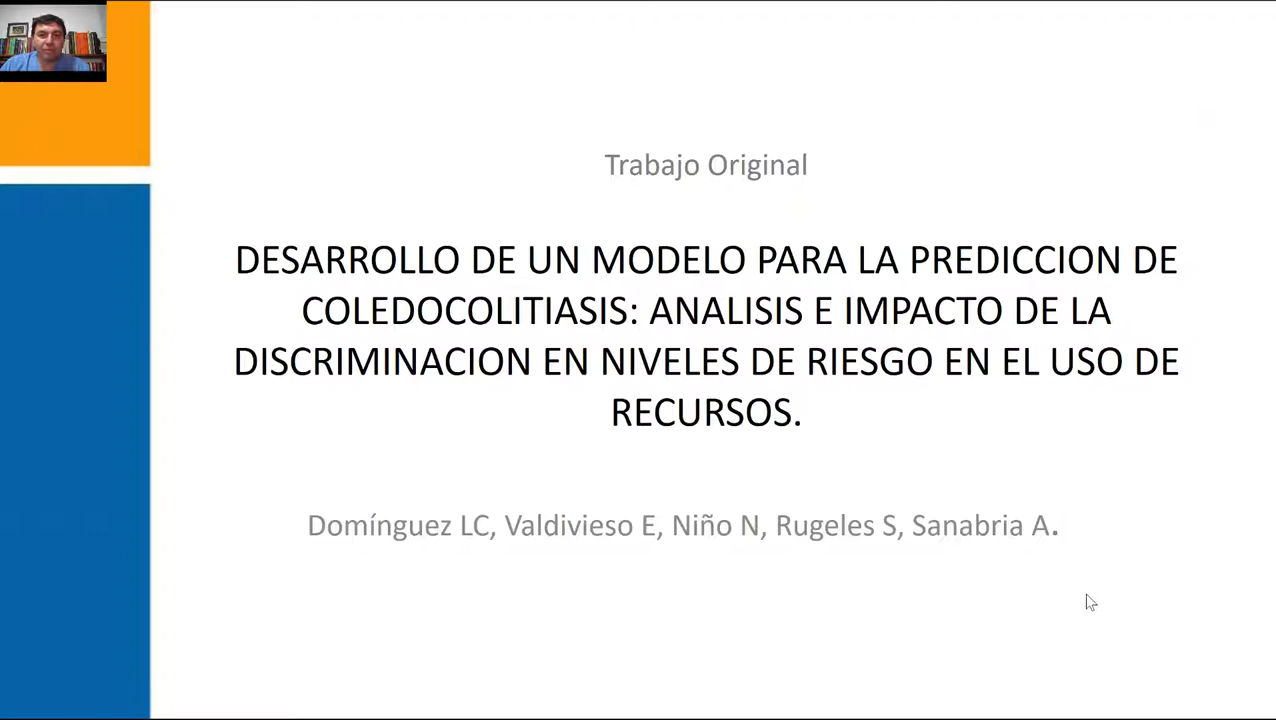 Trabajo Original
DESARROLLO DE UN MODELO PARA LA PREDICCION DE
COLEDOCOLITIASIS: ANALISIS E IMPACTO DE LA
DISCRIMINACION EN NIVELES DE RIESGO EN EL USO DE
RECURSOS.
Domínguez LC, Valdivieso E, Niño N, Rugeles S, Sanabria A.